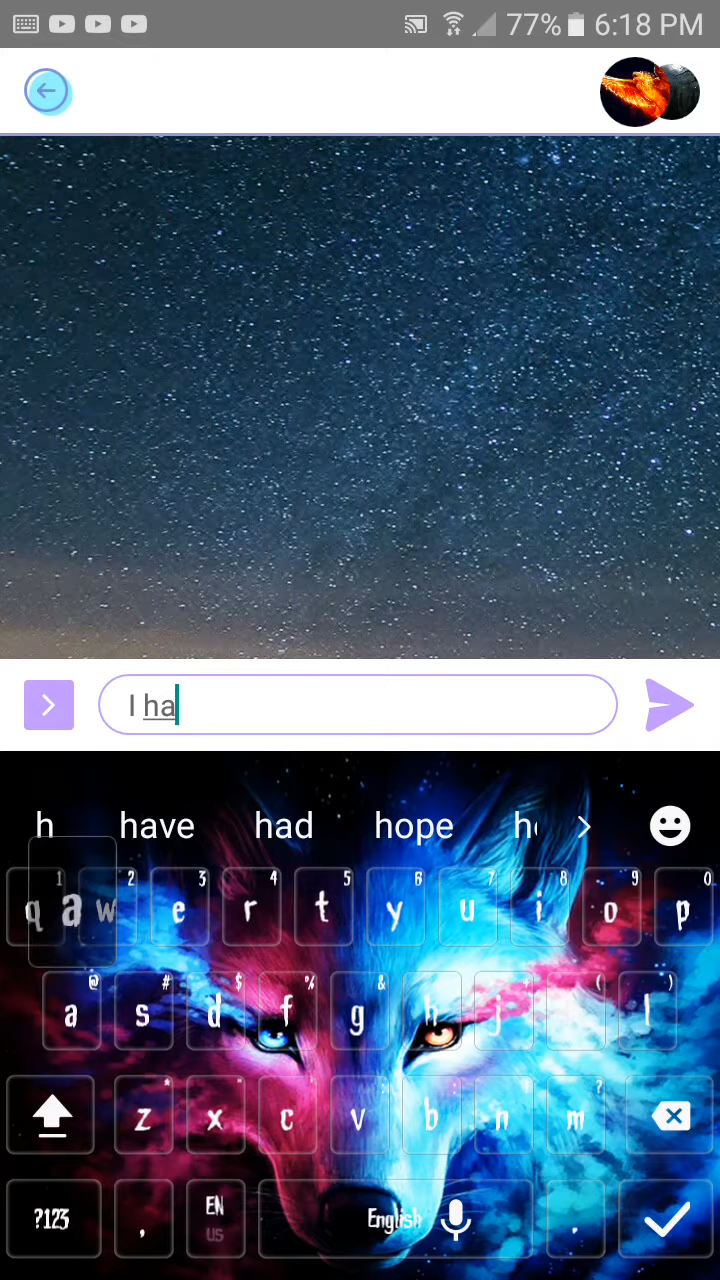 77% 6:18 PM
I ha
h have had hope
1 2 3 4 5 6 7 8 9 0
q a w e r t y u i o p
@ # $ % & ( )
a s d f g h j l
* " : ?
z x c v b n m
?123 , EN US English .